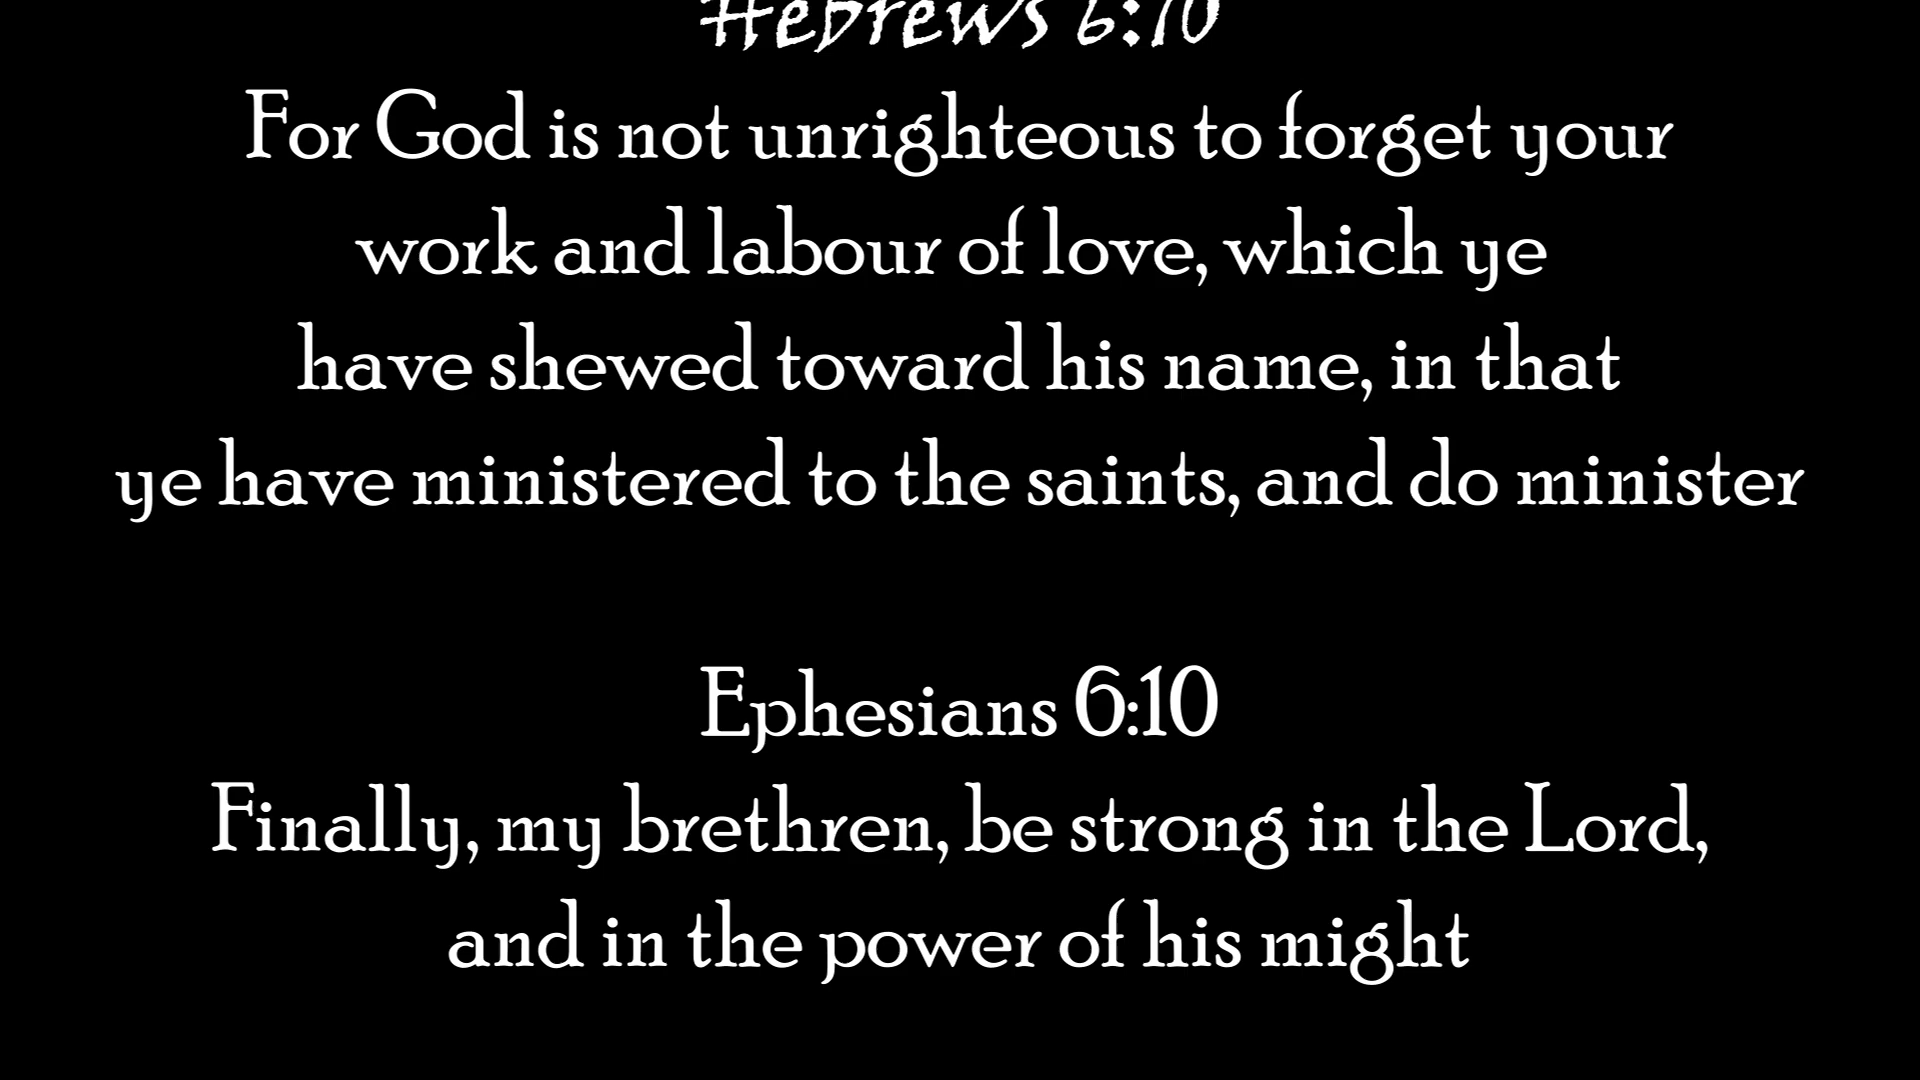 Hebrews 6:10
For God is not unrighteous to forget your
work and labour of love, which ye
have shewed toward his name, in that
ye have ministered to the saints, and do minister
Ephesians 6:10
Finally, my brethren, be strong in the Lord,
and in the power of his might